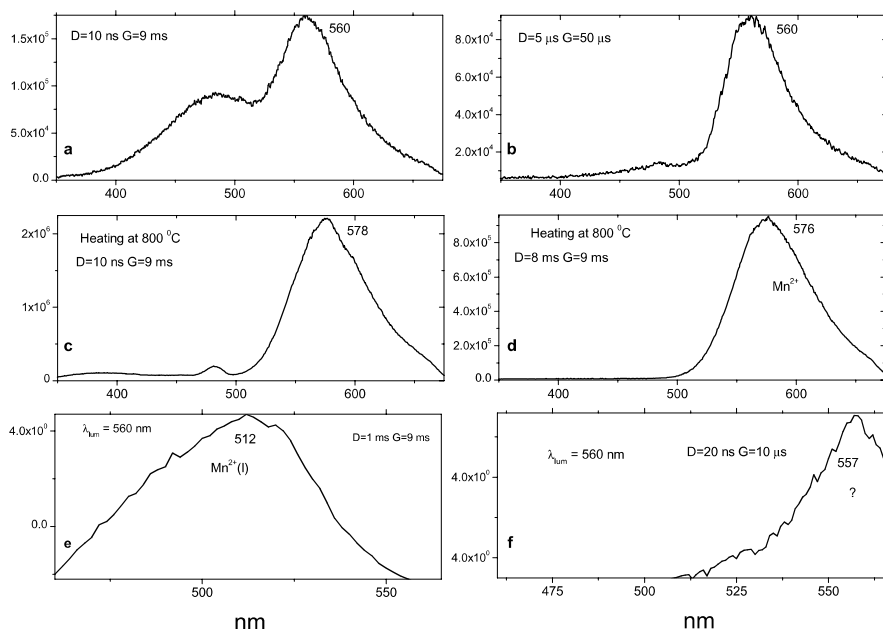 1.5x10⁵
1.0x10⁵
5.0x10⁴
0.0
D=10 ns G=9 ms
560
a
400 500 600
8.0x10⁴
6.0x10⁴
4.0x10⁴
2.0x10⁴
D=5 μs G=50 μs
560
b
400 500 600
2x10⁶
1x10⁶
0
Heating at 800 ⁰C
D=10 ns G=9 ms
578
c
400 500 600
8.0x10⁵
6.0x10⁵
4.0x10⁵
2.0x10⁵
0.0
Heating at 800 ⁰C
D=8 ms G=9 ms
576
Mn²⁺
d
400 500 600
4.0x10⁰
0.0
λlum = 560 nm
512
D=1 ms G=9 ms
Mn²⁺(I)
e
500 550
nm
4.0x10⁰
4.0x10⁰
λlum = 560 nm
D=20 ns G=10 μs
557
?
f
475 500 525 550
nm